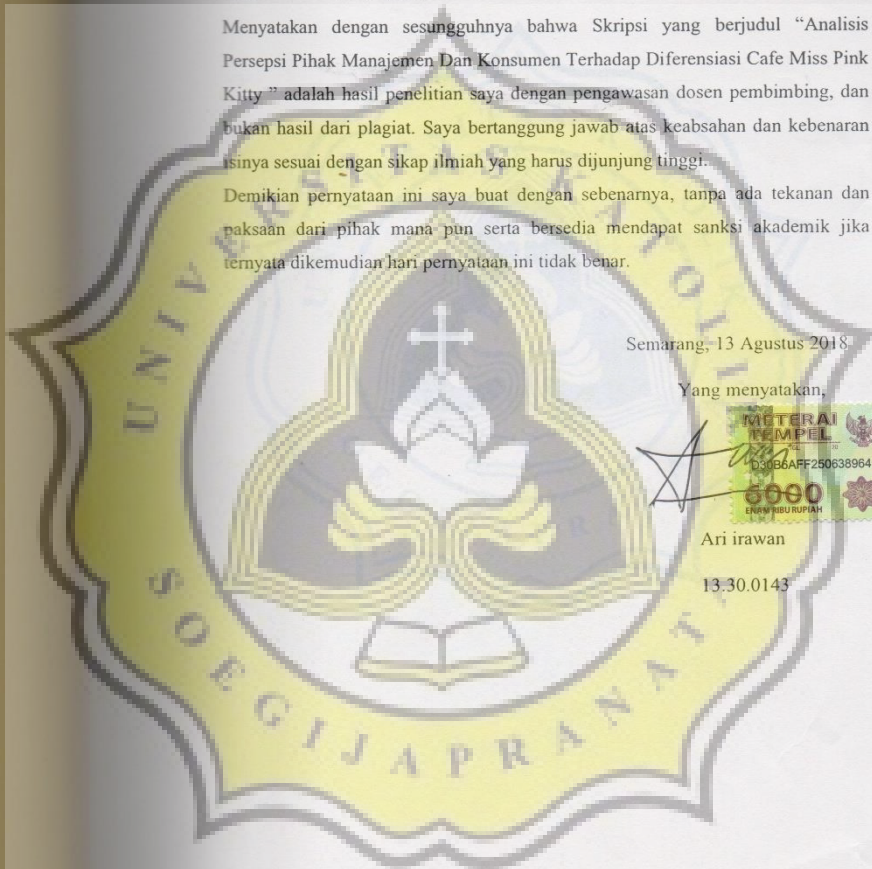 Menyatakan dengan sesungguhnya bahwa Skripsi yang berjudul “Analisis
Persepsi Pihak Manajemen Dan Konsumen Terhadap Diferensiasi Cafe Miss Pink
Kitty ” adalah hasil penelitian saya dengan pengawasan dosen pembimbing, dan
bukan hasil dari plagiat. Saya bertanggung jawab atas keabsahan dan kebenaran
isinya sesuai dengan sikap ilmiah yang harus dijunjung tinggi.
Demikian pernyataan ini saya buat dengan sebenarnya, tanpa ada tekanan dan
paksaan dari pihak mana pun serta bersedia mendapat sanksi akademik jika
ternyata dikemudian hari pernyataan ini tidak benar.
Semarang, 13 Agustus 2018
Yang menyatakan,
METERAI
TEMPEL
D30B6AFF250638964
6000
ENAM RIBU RUPIAH
Ari irawan
13.30.0143
UNIVERSITAS KATOLIK
SOEGIJAPRANATA